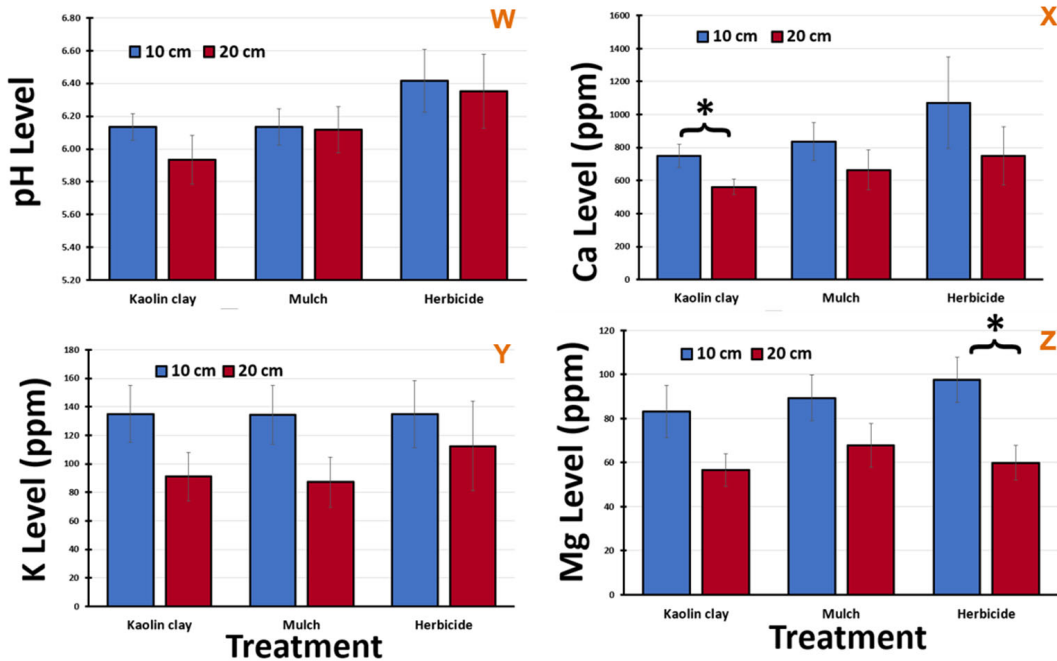 W
pH Level
10 cm 20 cm
6.80
6.60
6.40
6.20
6.00
5.80
5.60
5.40
5.20
Kaolin clay Mulch Herbicide
X
Ca Level (ppm)
10 cm 20 cm
1600
1400
1200
1000
800
600
400
200
0
*
Kaolin clay Mulch Herbicide
Y
K Level (ppm)
10 cm 20 cm
180
160
140
120
100
80
60
40
20
0
Kaolin clay Mulch Herbicide
Treatment
Z
Mg Level (ppm)
10 cm 20 cm
120
100
80
60
40
20
0
*
Kaolin clay Mulch Herbicide
Treatment